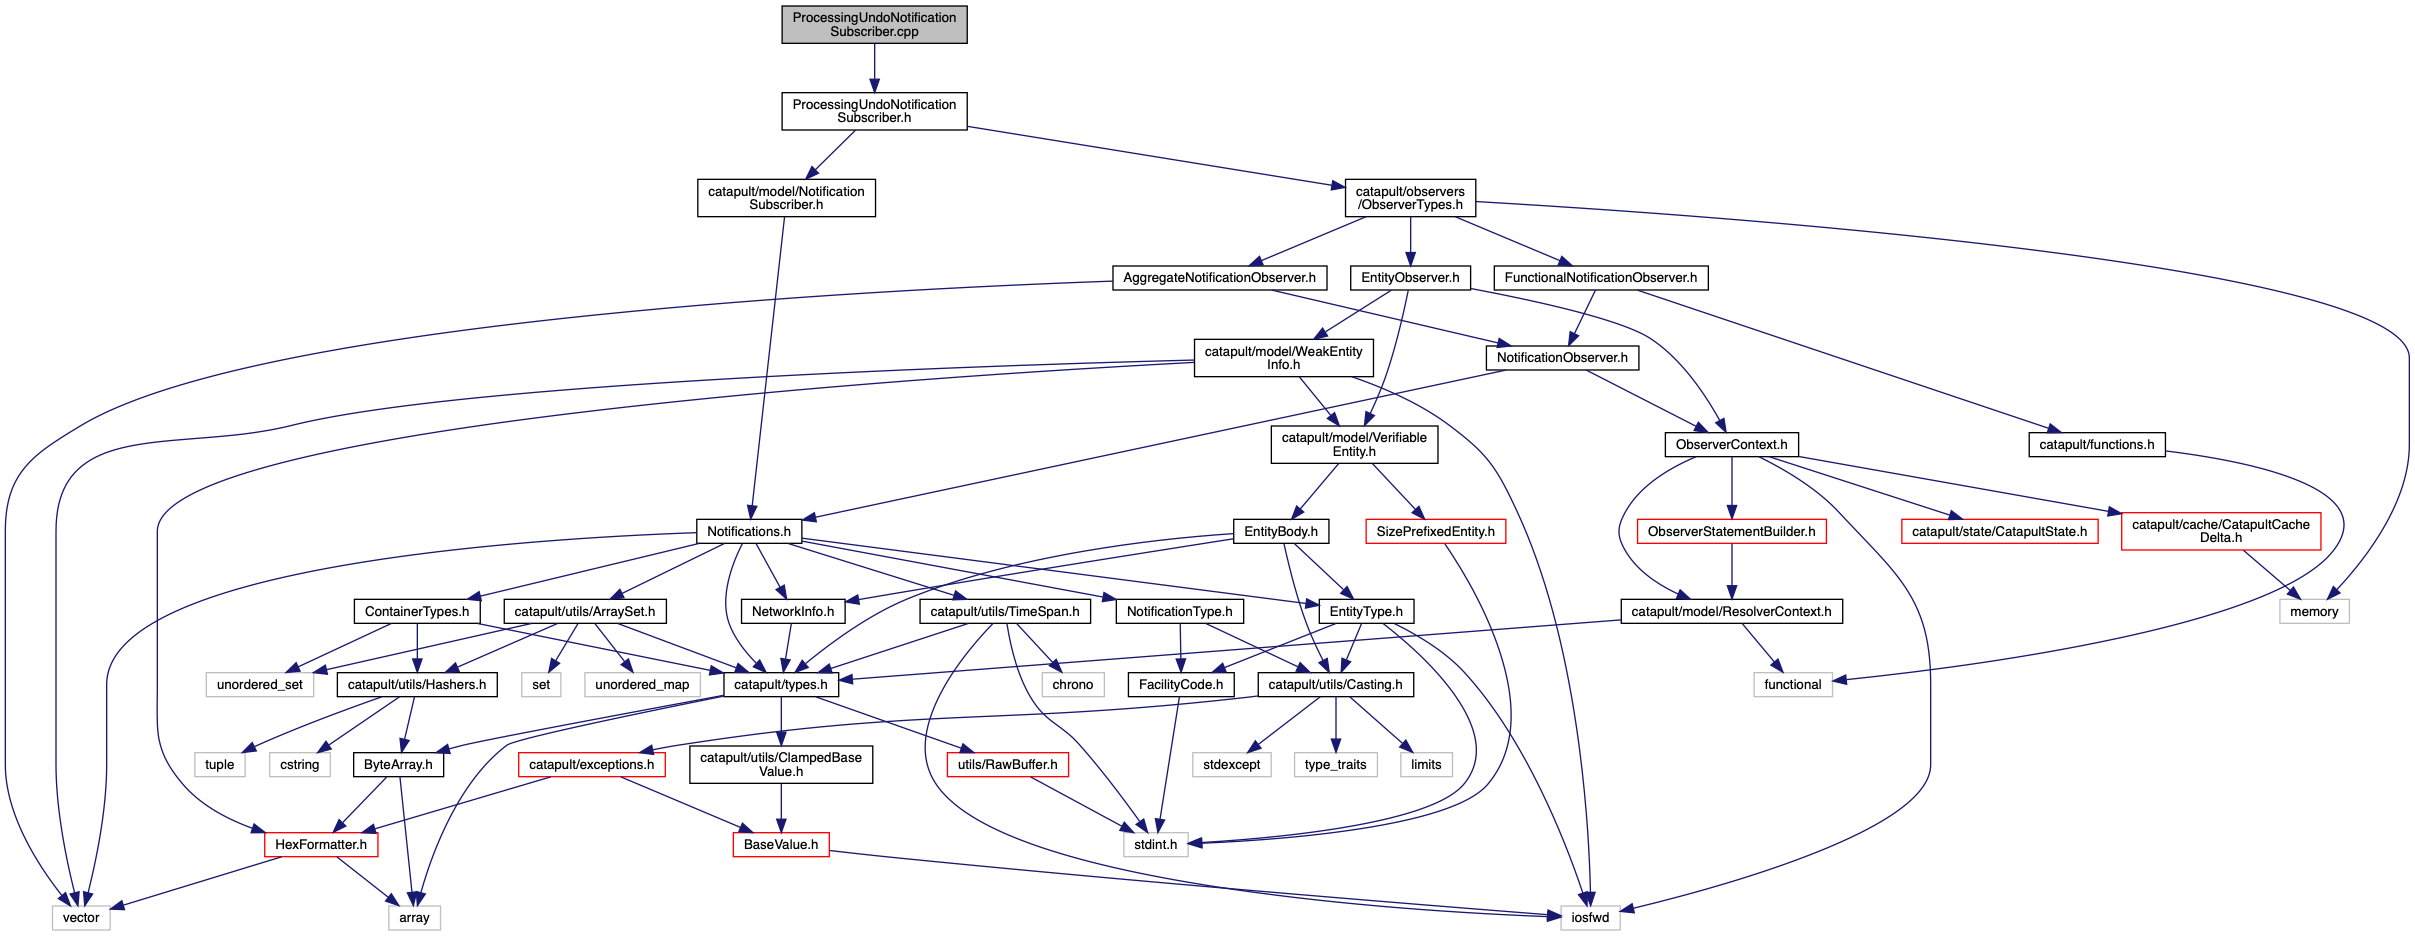 ProcessingUndoNotification
Subscriber.cpp
ProcessingUndoNotification
Subscriber.h
catapult/model/Notification
Subscriber.h
catapult/observers
/ObserverTypes.h
AggregateNotificationObserver.h
EntityObserver.h
FunctionalNotificationObserver.h
catapult/model/WeakEntity
Info.h
NotificationObserver.h
catapult/model/Verifiable
Entity.h
ObserverContext.h
catapult/functions.h
Notifications.h
EntityBody.h
SizePrefixedEntity.h
ObserverStatementBuilder.h
catapult/state/CatapultState.h
catapult/cache/CatapultCache
Delta.h
ContainerTypes.h
catapult/utils/ArraySet.h
NetworkInfo.h
catapult/utils/TimeSpan.h
NotificationType.h
EntityType.h
catapult/model/ResolverContext.h
memory
unordered_set
catapult/utils/Hashers.h
set
unordered_map
catapult/types.h
chrono
FacilityCode.h
catapult/utils/Casting.h
functional
tuple
cstring
ByteArray.h
catapult/exceptions.h
catapult/utils/ClampedBase
Value.h
utils/RawBuffer.h
stdexcept
type_traits
limits
HexFormatter.h
BaseValue.h
stdint.h
vector
array
iosfwd